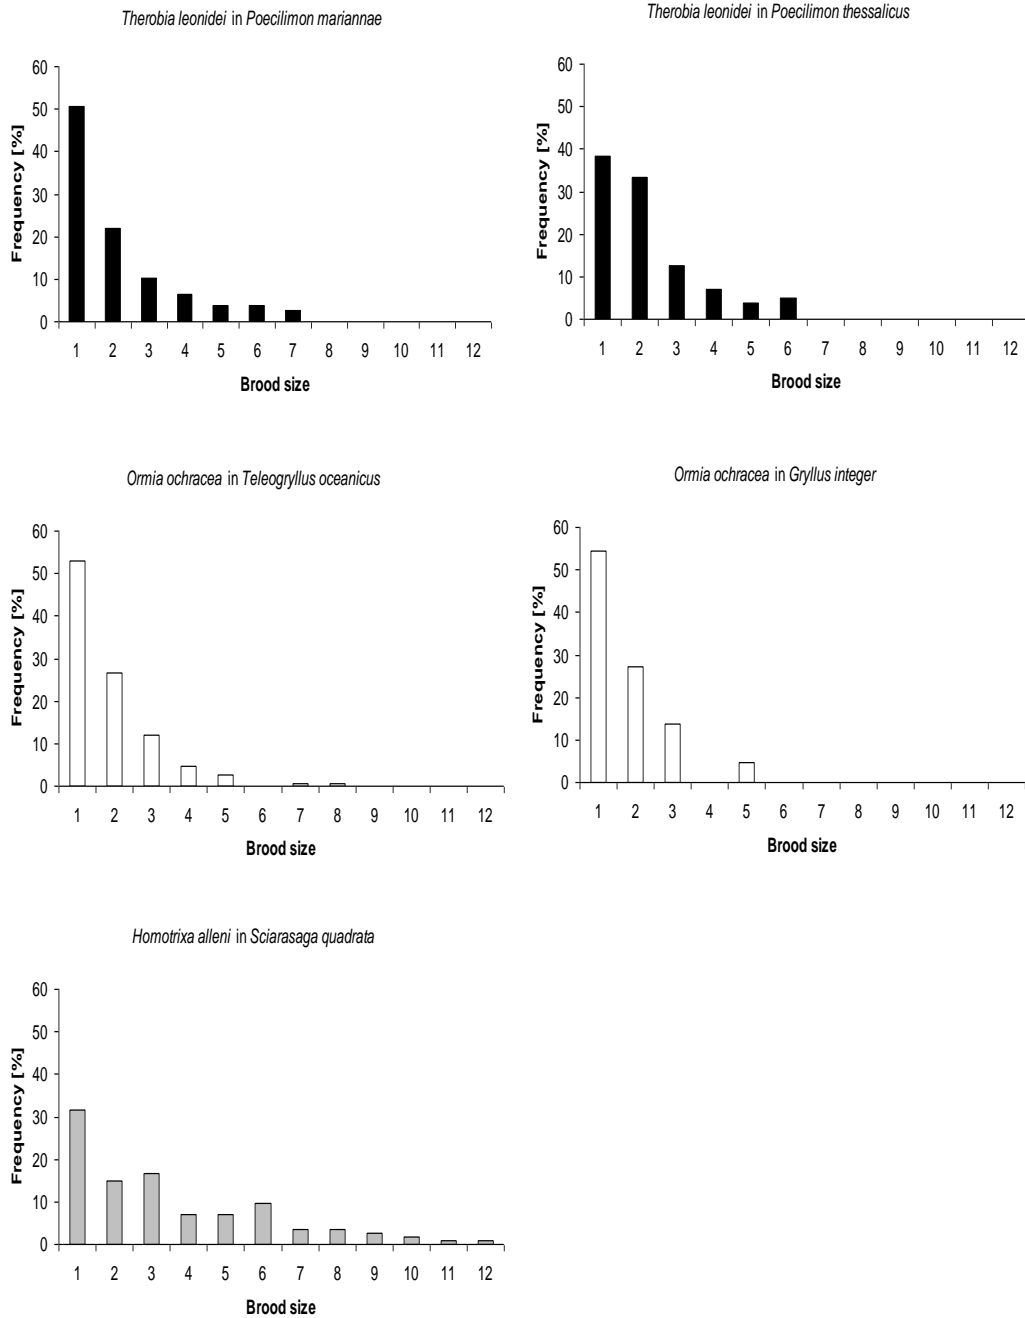 Therobia leonidei in Poecilimon mariannae
60
50
40
30
20
10
0
Frequency [%]
1 2 3 4 5 6 7 8 9 10 11 12
Brood size
Therobia leonidei in Poecilimon thessalicus
60
50
40
30
20
10
0
Frequency [%]
1 2 3 4 5 6 7 8 9 10 11 12
Brood size
Ormia ochracea in Teleogryllus oceanicus
60
50
40
30
20
10
0
Frequency [%]
1 2 3 4 5 6 7 8 9 10 11 12
Brood size
Ormia ochracea in Gryllus integer
60
50
40
30
20
10
0
Frequency [%]
1 2 3 4 5 6 7 8 9 10 11 12
Brood size
Homotrixa alleni in Sciarasaga quadrata
60
50
40
30
20
10
0
Frequency [%]
1 2 3 4 5 6 7 8 9 10 11 12
Brood size